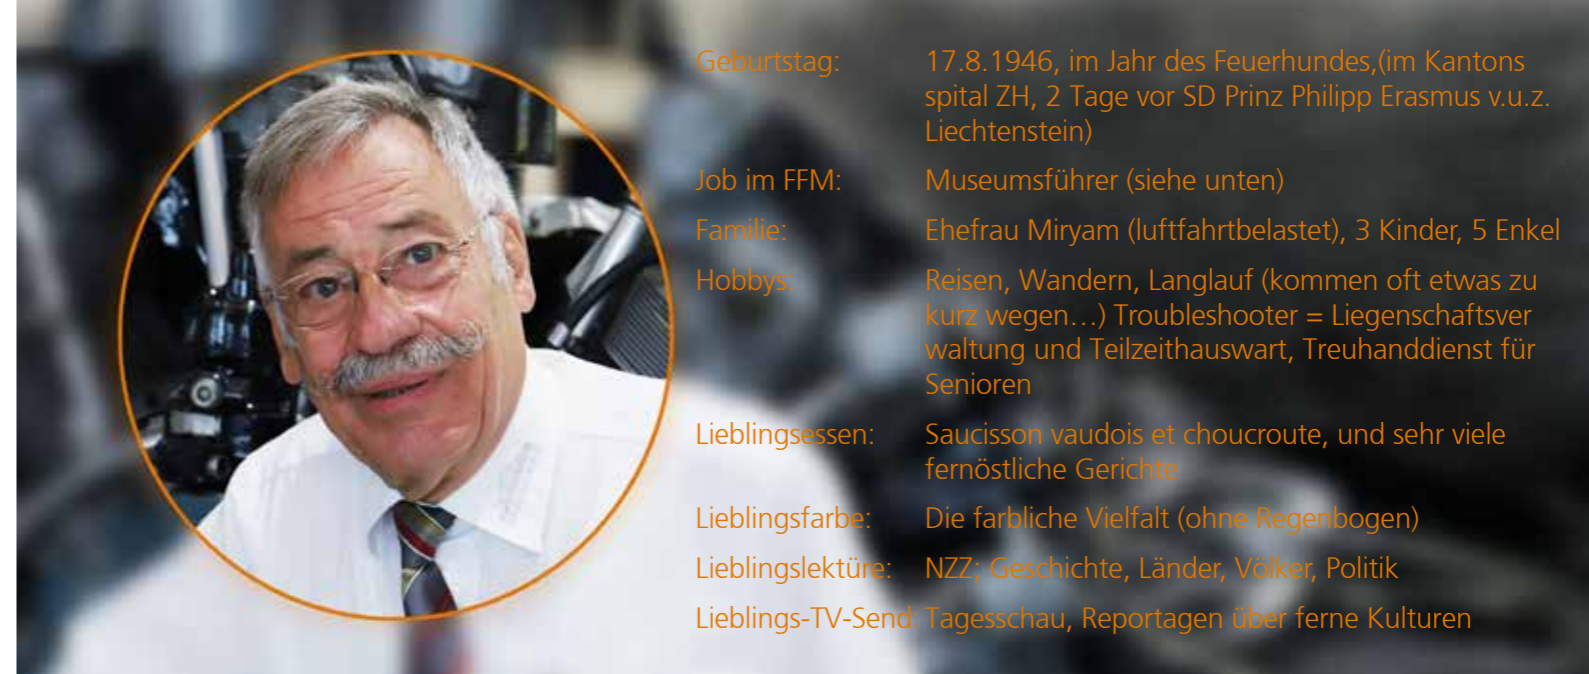 Geburtstag: 17.8.1946, im Jahr des Feuerhundes,(im Kantons
spital ZH, 2 Tage vor SD Prinz Philipp Erasmus v.u.z.
Liechtenstein)
Job im FFM: Museumsführer (siehe unten)
Familie: Ehefrau Miryam (luftfahrtbelastet), 3 Kinder, 5 Enkel
Hobbys: Reisen, Wandern, Langlauf (kommen oft etwas zu
kurz wegen…) Troubleshooter = Liegenschaftsver
waltung und Teilzeithauswart, Treuhanddienst für
Senioren
Lieblingsessen: Saucisson vaudois et choucroute, und sehr viele
fernöstliche Gerichte
Lieblingsfarbe: Die farbliche Vielfalt (ohne Regenbogen)
Lieblingslektüre: NZZ; Geschichte, Länder, Völker, Politik
Lieblings-TV-Send: Tagesschau, Reportagen über ferne Kulturen